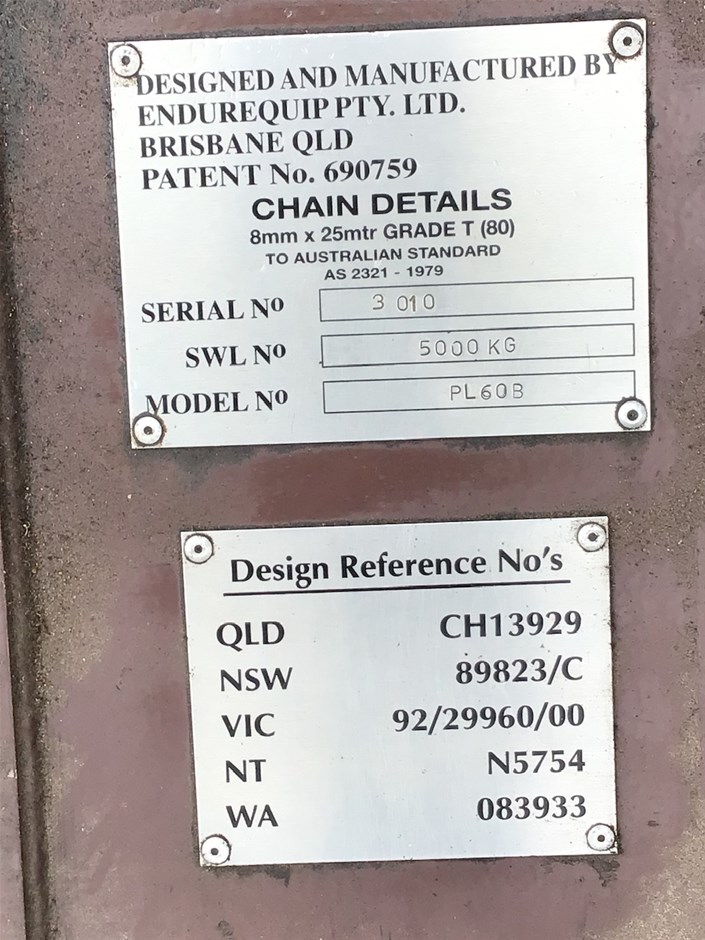 DESIGNED AND MANUFACTURED BY
ENDUREQUIP PTY. LTD.
BRISBANE QLD
PATENT No. 690759
CHAIN DETAILS
8mm x 25mtr GRADE T (80)
TO AUSTRALIAN STANDARD
AS 2321 - 1979
SERIAL Nº 3 010
SWL Nº 5000 KG
MODEL Nº PL60B
Design Reference No's
QLD CH13929
NSW 89823/C
VIC 92/29960/00
NT N5754
WA 083933